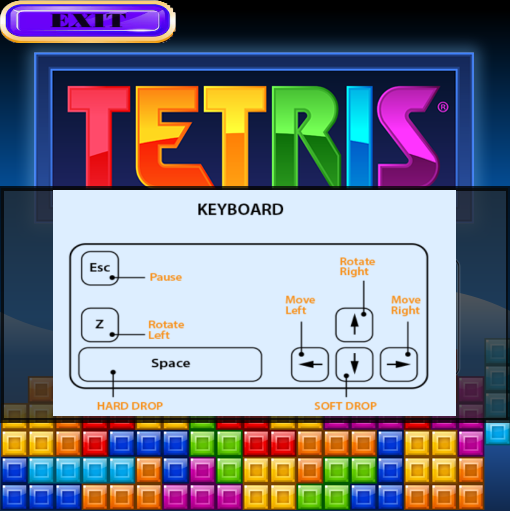 EXIT
TETRIS®
KEYBOARD
Esc
Pause
Rotate
Right
Move
Left
Move
Right
Z
Rotate
Left
Space
HARD DROP
SOFT DROP